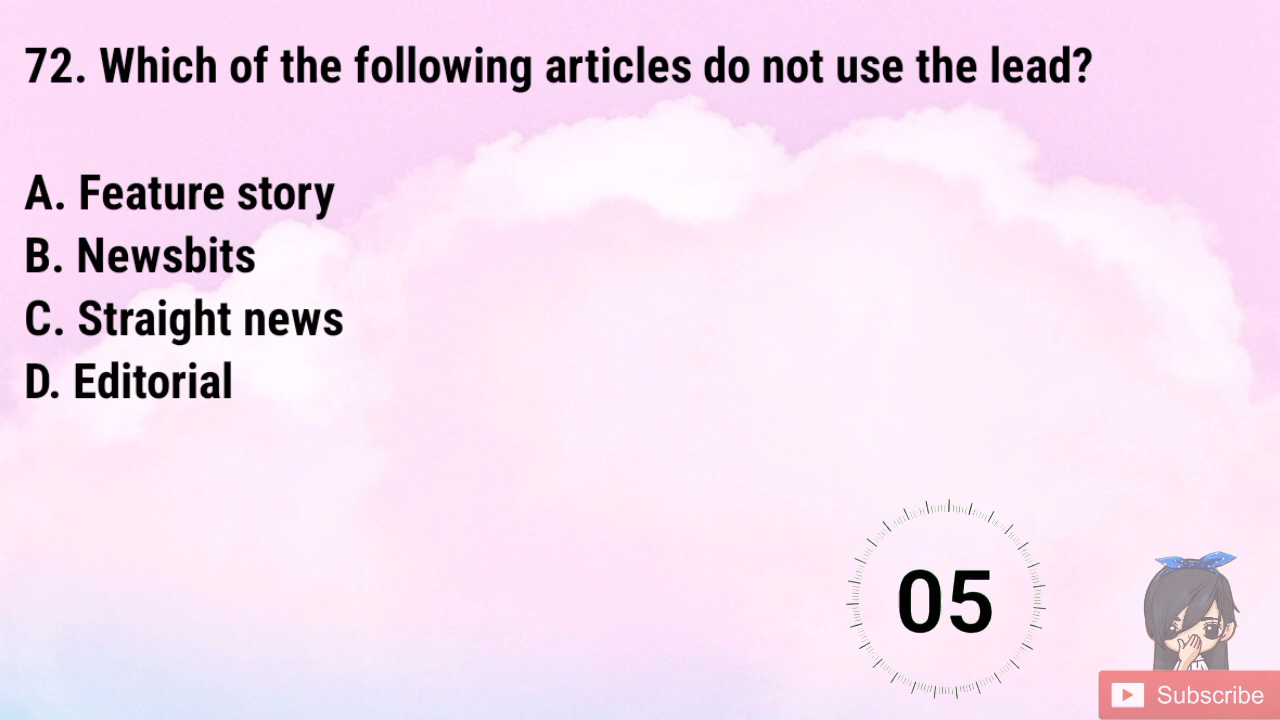 72. Which of the following articles do not use the lead?
A. Feature story
B. Newsbits
C. Straight news
D. Editorial
05
Subscribe